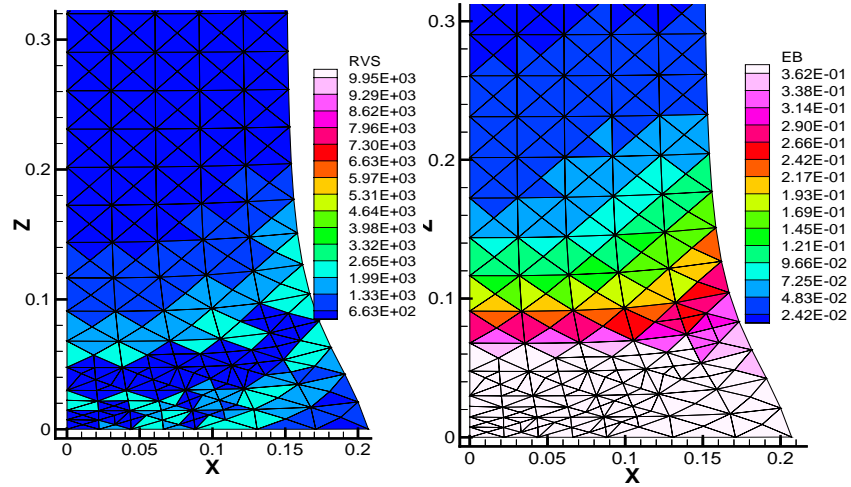 RVS
9.95E+03
9.29E+03
8.62E+03
7.96E+03
7.30E+03
6.63E+03
5.97E+03
5.31E+03
4.64E+03
3.98E+03
3.32E+03
2.65E+03
1.99E+03
1.33E+03
6.63E+02
0.3
0.2
0.1
0
Z
0 0.05 0.1 0.15 0.2
X
EB
3.62E-01
3.38E-01
3.14E-01
2.90E-01
2.66E-01
2.42E-01
2.17E-01
1.93E-01
1.69E-01
1.45E-01
1.21E-01
9.66E-02
7.25E-02
4.83E-02
2.42E-02
0.3
0.2
0.1
0
Z
0 0.05 0.1 0.15 0.2
X